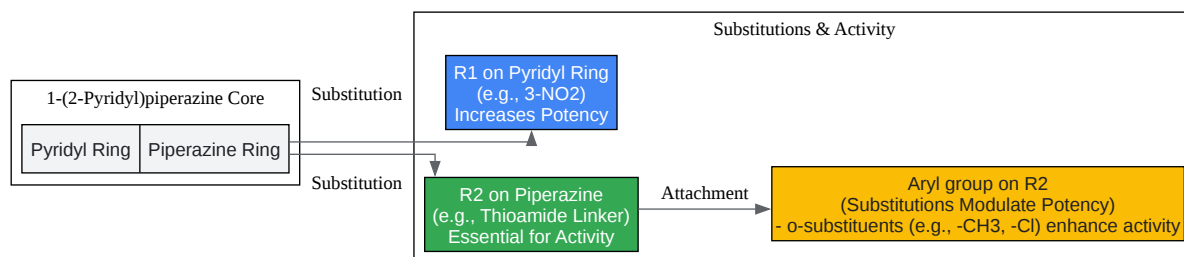 Substitutions & Activity
1-(2-Pyridyl)piperazine Core
Pyridyl Ring
Piperazine Ring
Substitution
Substitution
R1 on Pyridyl Ring
(e.g., 3-NO2)
Increases Potency
R2 on Piperazine
(e.g., Thioamide Linker)
Essential for Activity
Attachment
Aryl group on R2
(Substitutions Modulate Potency)
- o-substituents (e.g., -CH3, -Cl) enhance activity